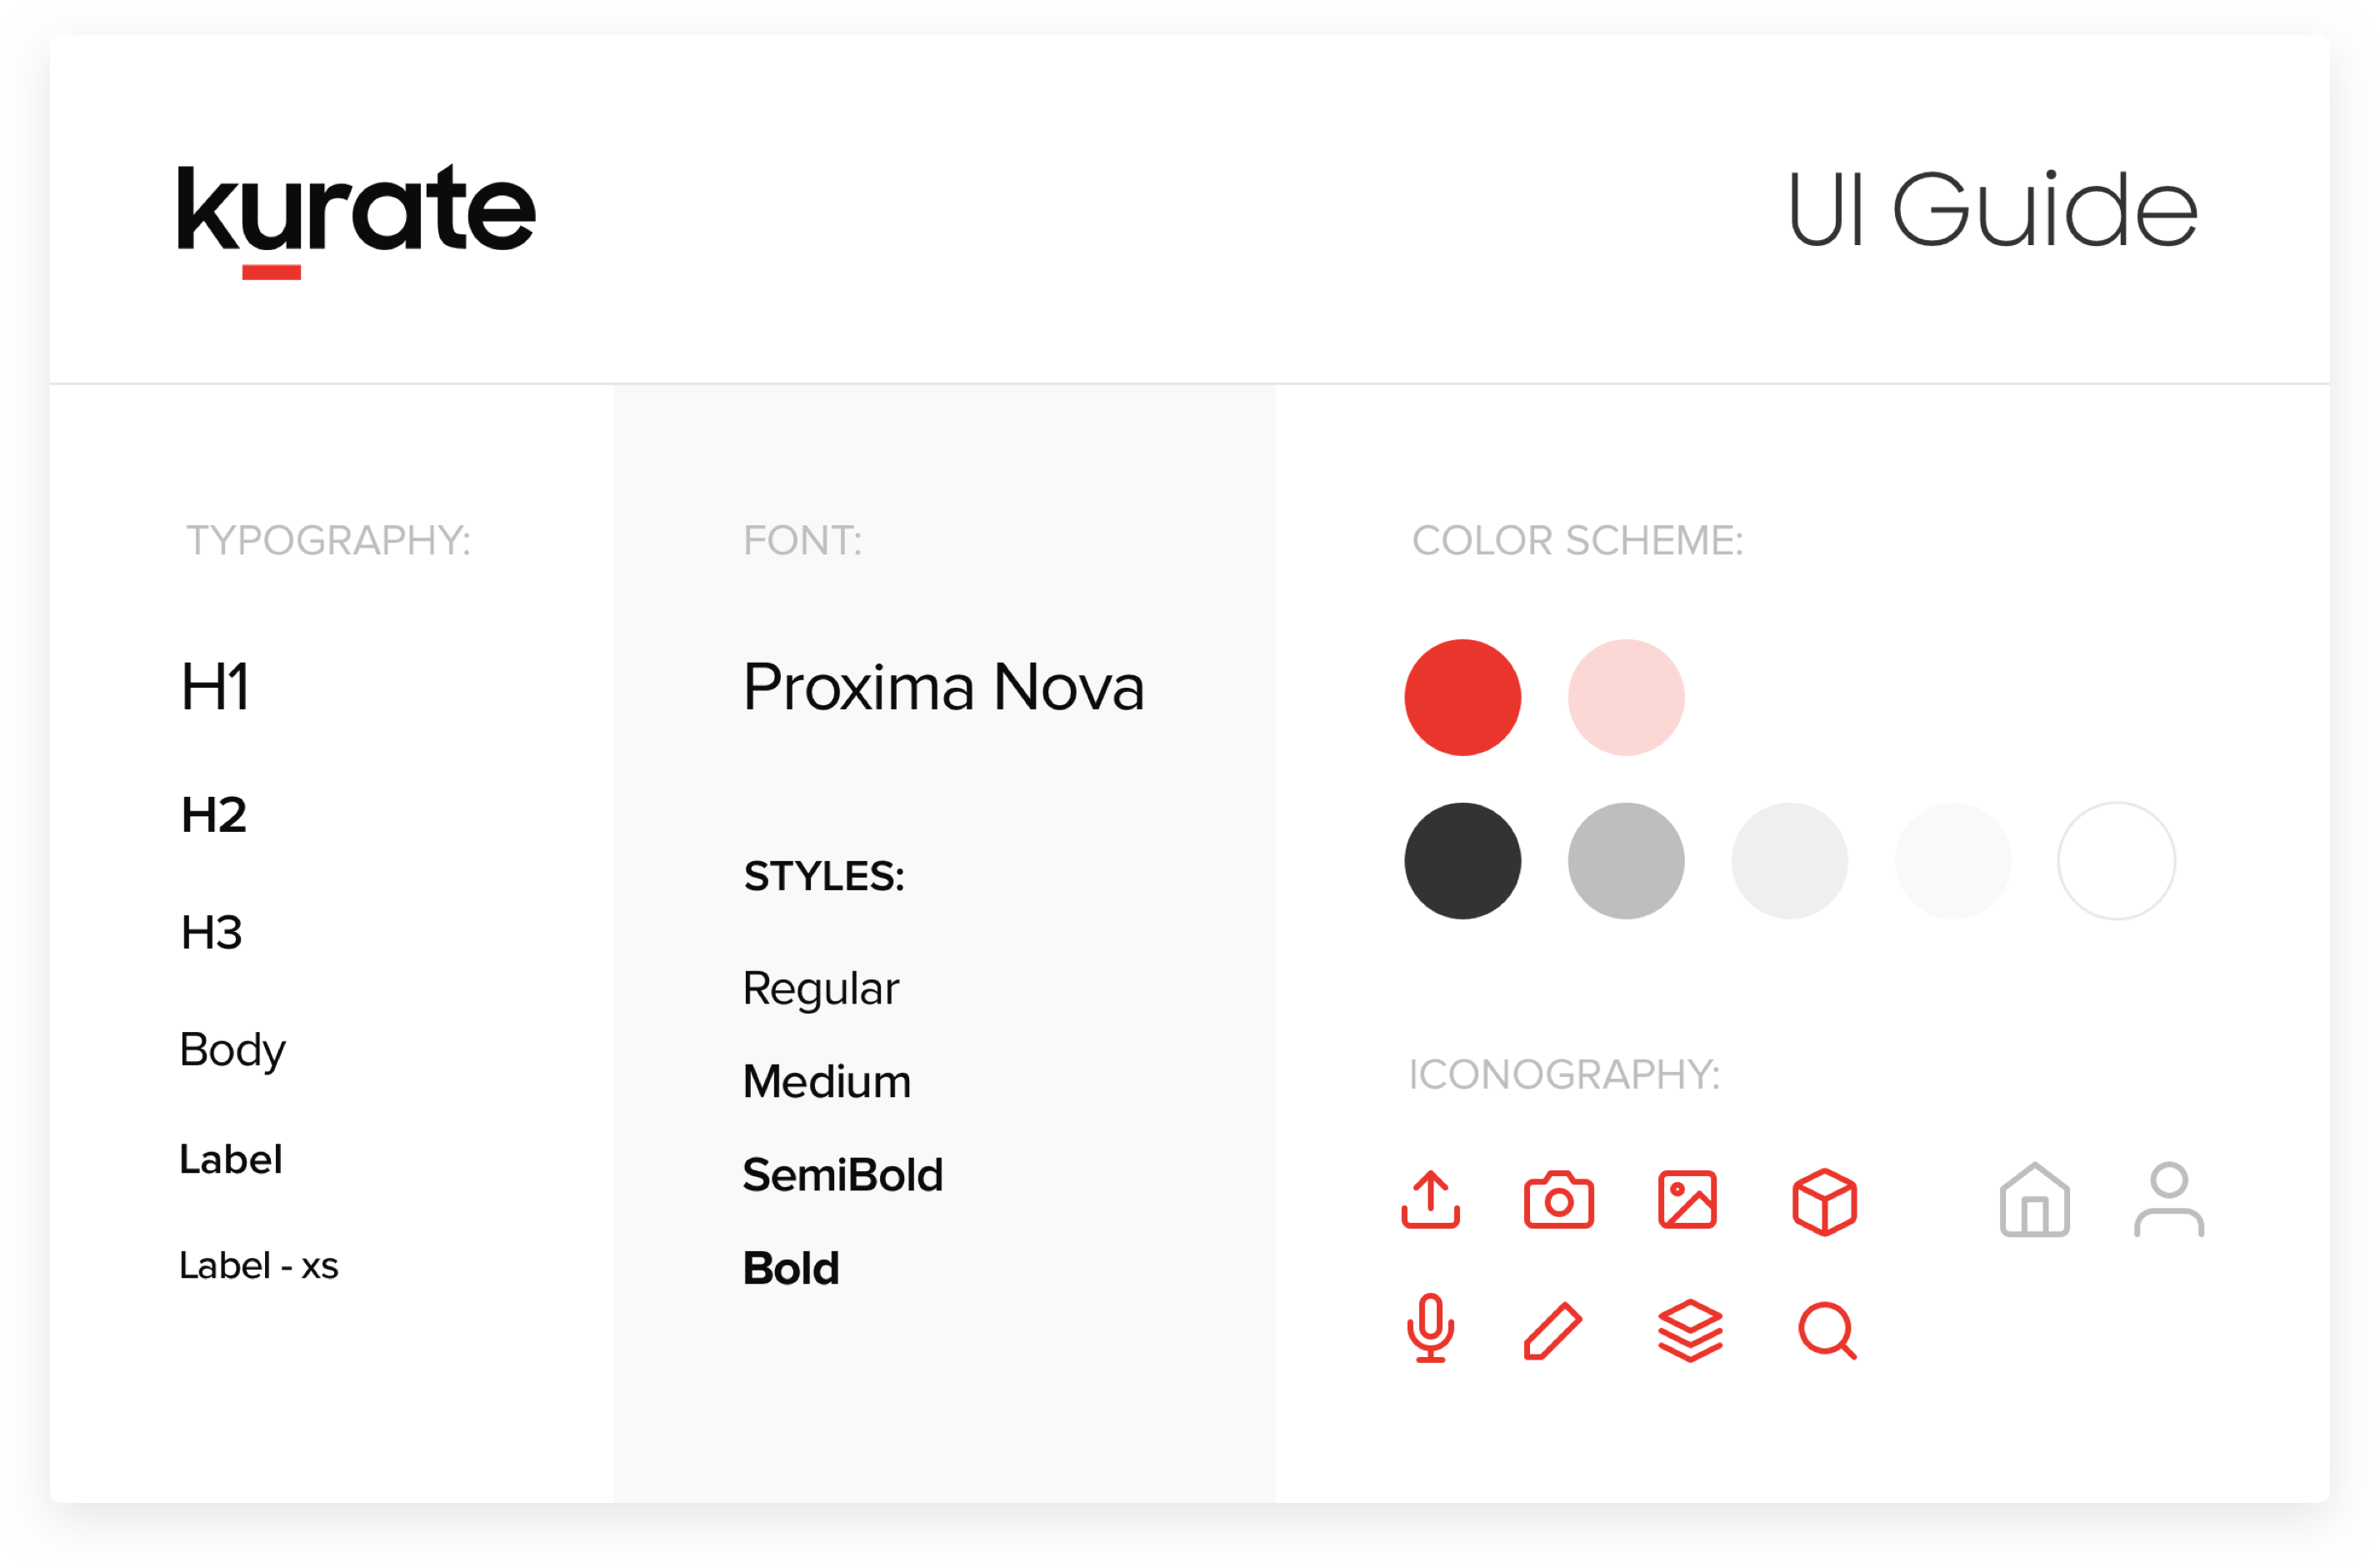 kurate
UI Guide
TYPOGRAPHY:
H1
H2
H3
Body
Label
Label - xs
FONT:
Proxima Nova
STYLES:
Regular
Medium
SemiBold
Bold
COLOR SCHEME:
ICONOGRAPHY: